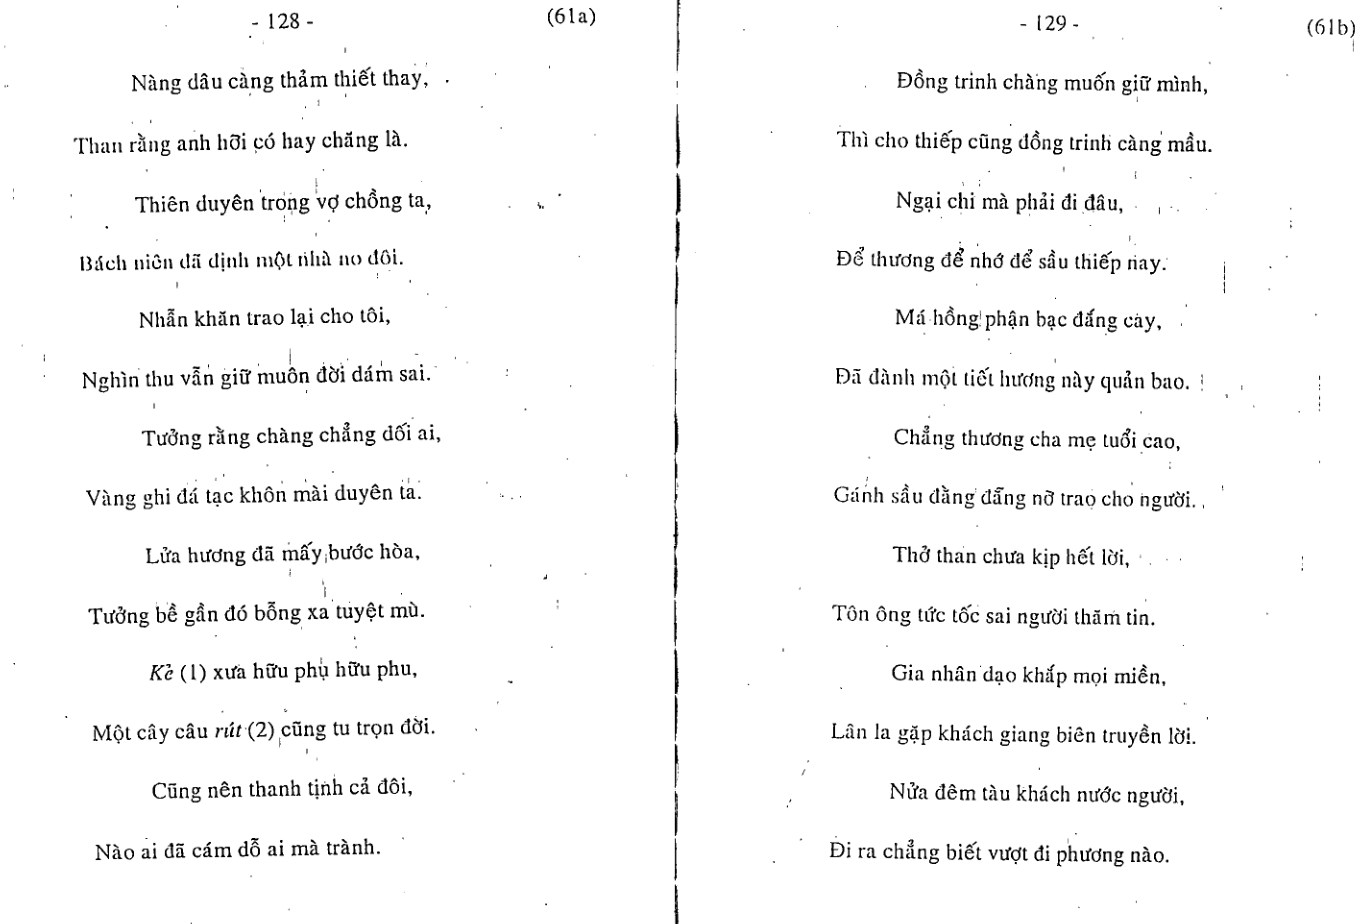 - 128 - (61a)
Nàng dâu càng thảm thiết thay,
Than rằng anh hỡi có hay chăng là.
Thiên duyên trong vợ chồng ta,
Bách niên đã định một nhà no đôi.
Nhẫn khăn trao lại cho tôi,
Nghìn thu vẫn giữ muôn đời dám sai.
Tưởng rằng chàng chẳng dối ai,
Vàng ghi đá tạc khôn mài duyên ta.
Lửa hương đã mấy bước hòa,
Tưởng bề gần đó bỗng xa tuyệt mù.
Kẻ (1) xưa hữu phụ hữu phu,
Một cây câu rút (2) cũng tu trọn đời.
Cũng nên thanh tịnh cả đôi,
Nào ai đã cám dỗ ai mà trành.
- 129 - (61b)
Đồng trinh chàng muốn giữ mình,
Thì cho thiếp cũng đồng trinh càng mầu.
Ngại chi mà phải đi đâu,
Để thương để nhớ để sầu thiếp nay.
Má hồng phận bạc đắng cay,
Đã đành một tiết hương này quản bao.
Chẳng thương cha mẹ tuổi cao,
Gánh sầu dằng dẵng nỡ trao cho người.
Thở than chưa kịp hết lời,
Tôn ông tức tốc sai người thăm tin.
Gia nhân dạo khắp mọi miền,
Lân la gặp khách giang biên truyền lời.
Nửa đêm tàu khách nước người,
Đi ra chẳng biết vượt đi phương nào.